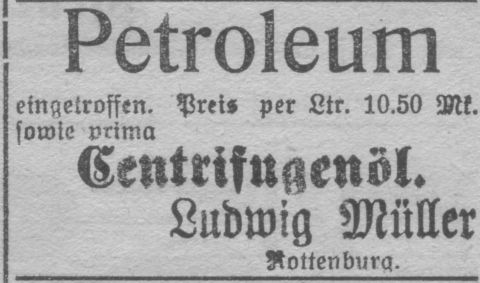 Petroleum
eingetroffen. Preis per Ltr. 10.50 Mk.
sowie prima
Centrifugenöl.
Ludwig Müller
Rottenburg.